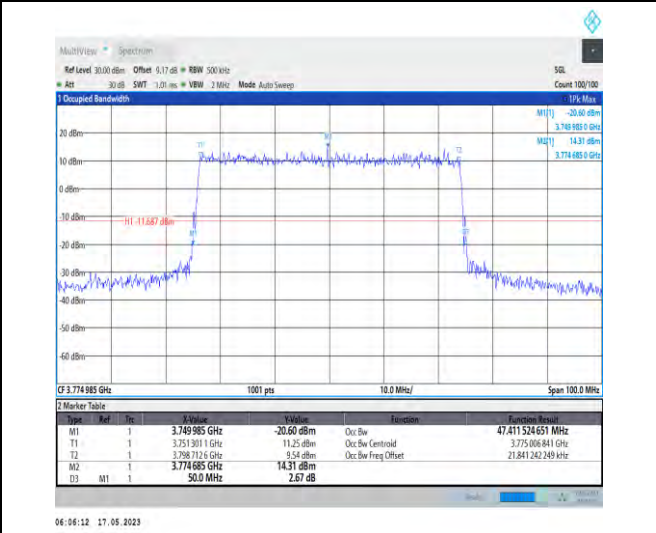 MultiView Spectrum
Ref Level 30.00 dBm Offset 9.17 dB RBW 500 kHz SGL
Att 30 dB SWT 1.01 ms VBW 2 MHz Mode Auto Sweep Count 100/100
1 Occupied Bandwidth 1Pk Max
M1[1] -20.60 dBm
3.749 985 0 GHz
M2[1] 14.31 dBm
3.774 685 0 GHz
20 dBm
T1 M2 T2
10 dBm
0 dBm
-10 dBm
H1 -11.687 dBm
M1 D3
-20 dBm
-30 dBm
-40 dBm
-50 dBm
-60 dBm
CF 3.774 985 GHz 1001 pts 10.0 MHz/ Span 100.0 MHz
2 Marker Table
Type Ref Trc X-Value Y-Value Function Function Result
M1 1 3.749 985 GHz -20.60 dBm Occ Bw 47.411 524 651 MHz
T1 1 3.751 301 1 GHz 11.25 dBm Occ Bw Centroid 3.775 006 841 GHz
T2 1 3.798 712 6 GHz 9.54 dBm Occ Bw Freq Offset 21.841 242 249 kHz
M2 1 3.774 685 GHz 14.31 dBm
D3 M1 1 50.0 MHz 2.67 dB
06:06:12 17.05.2023